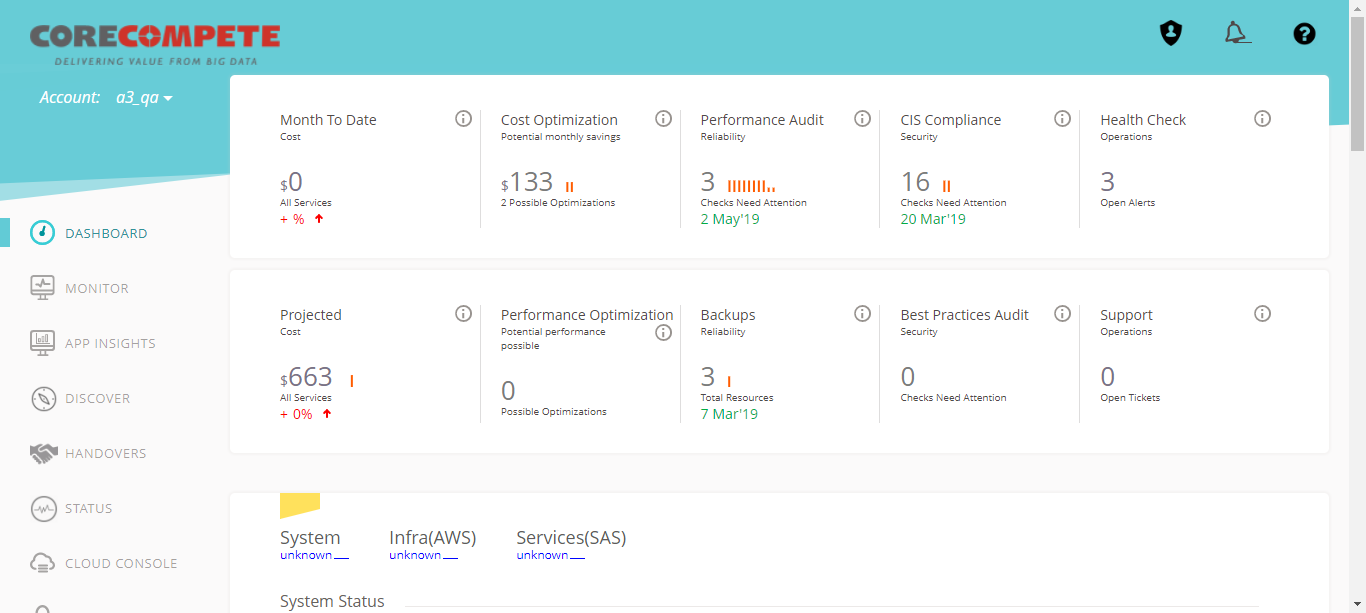 CORECOMPETE
DELIVERING VALUE FROM BIG DATA
Account: a3_qa
DASHBOARD
MONITOR
APP INSIGHTS
DISCOVER
HANDOVERS
STATUS
CLOUD CONSOLE
Month To Date
Cost
$0
All Services
+ %
Cost Optimization
Potential monthly savings
$133
2 Possible Optimizations
Performance Audit
Reliability
3
Checks Need Attention
2 May'19
CIS Compliance
Security
16
Checks Need Attention
20 Mar'19
Health Check
Operations
3
Open Alerts
Projected
Cost
$663
All Services
+ 0%
Performance Optimization
Potential performance
possible
0
Possible Optimizations
Backups
Reliability
3
Total Resources
7 Mar'19
Best Practices Audit
Security
0
Checks Need Attention
Support
Operations
0
Open Tickets
System
unknown
Infra(AWS)
unknown
Services(SAS)
unknown
System Status